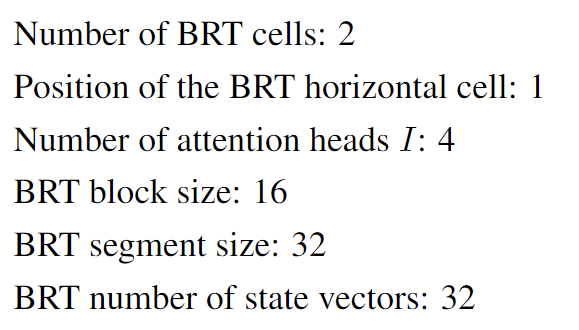 Number of BRT cells: 2
Position of the BRT horizontal cell: 1
Number of attention heads I: 4
BRT block size: 16
BRT segment size: 32
BRT number of state vectors: 32